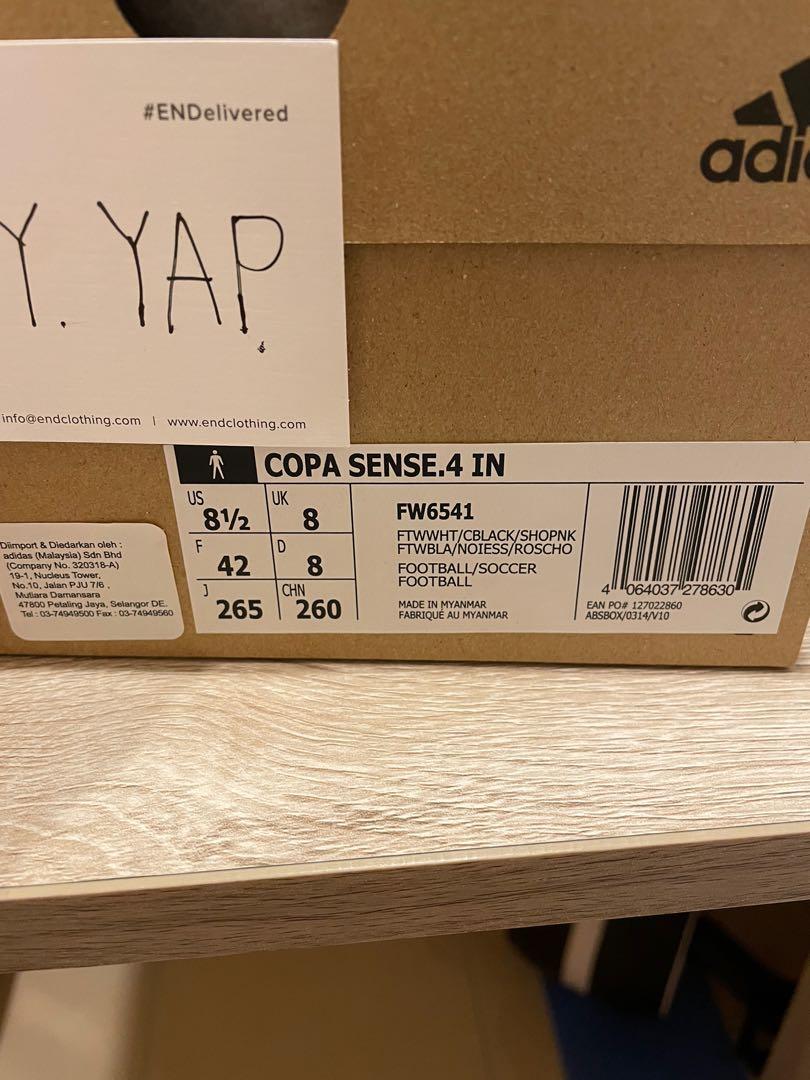 #ENDelivered
Y. YAP
info@endclothing.com | www.endclothing.com
COPA SENSE.4 IN
US 8½ UK 8
F 42 D 8
J 265 CHN 260
FW6541
FTWWHT/CBLACK/SHOPNK
FTWBLA/NOIESS/ROSCHO
FOOTBALL/SOCCER
FOOTBALL
MADE IN MYANMAR
FABRIQUÉ AU MYANMAR
4 064037 278630
EAN PO# 127022860
ABSBOX/0314/V10
Diimport & Diedarkan oleh :
adidas (Malaysia) Sdn Bhd
(Company No. 320318-A)
19-1, Nucleus Tower,
No.10, Jalan PJU 7/6 ,
Mutiara Damansara
47800 Petaling Jaya, Selangor DE.
Tel : 03-74949500 Fax : 03-74949560